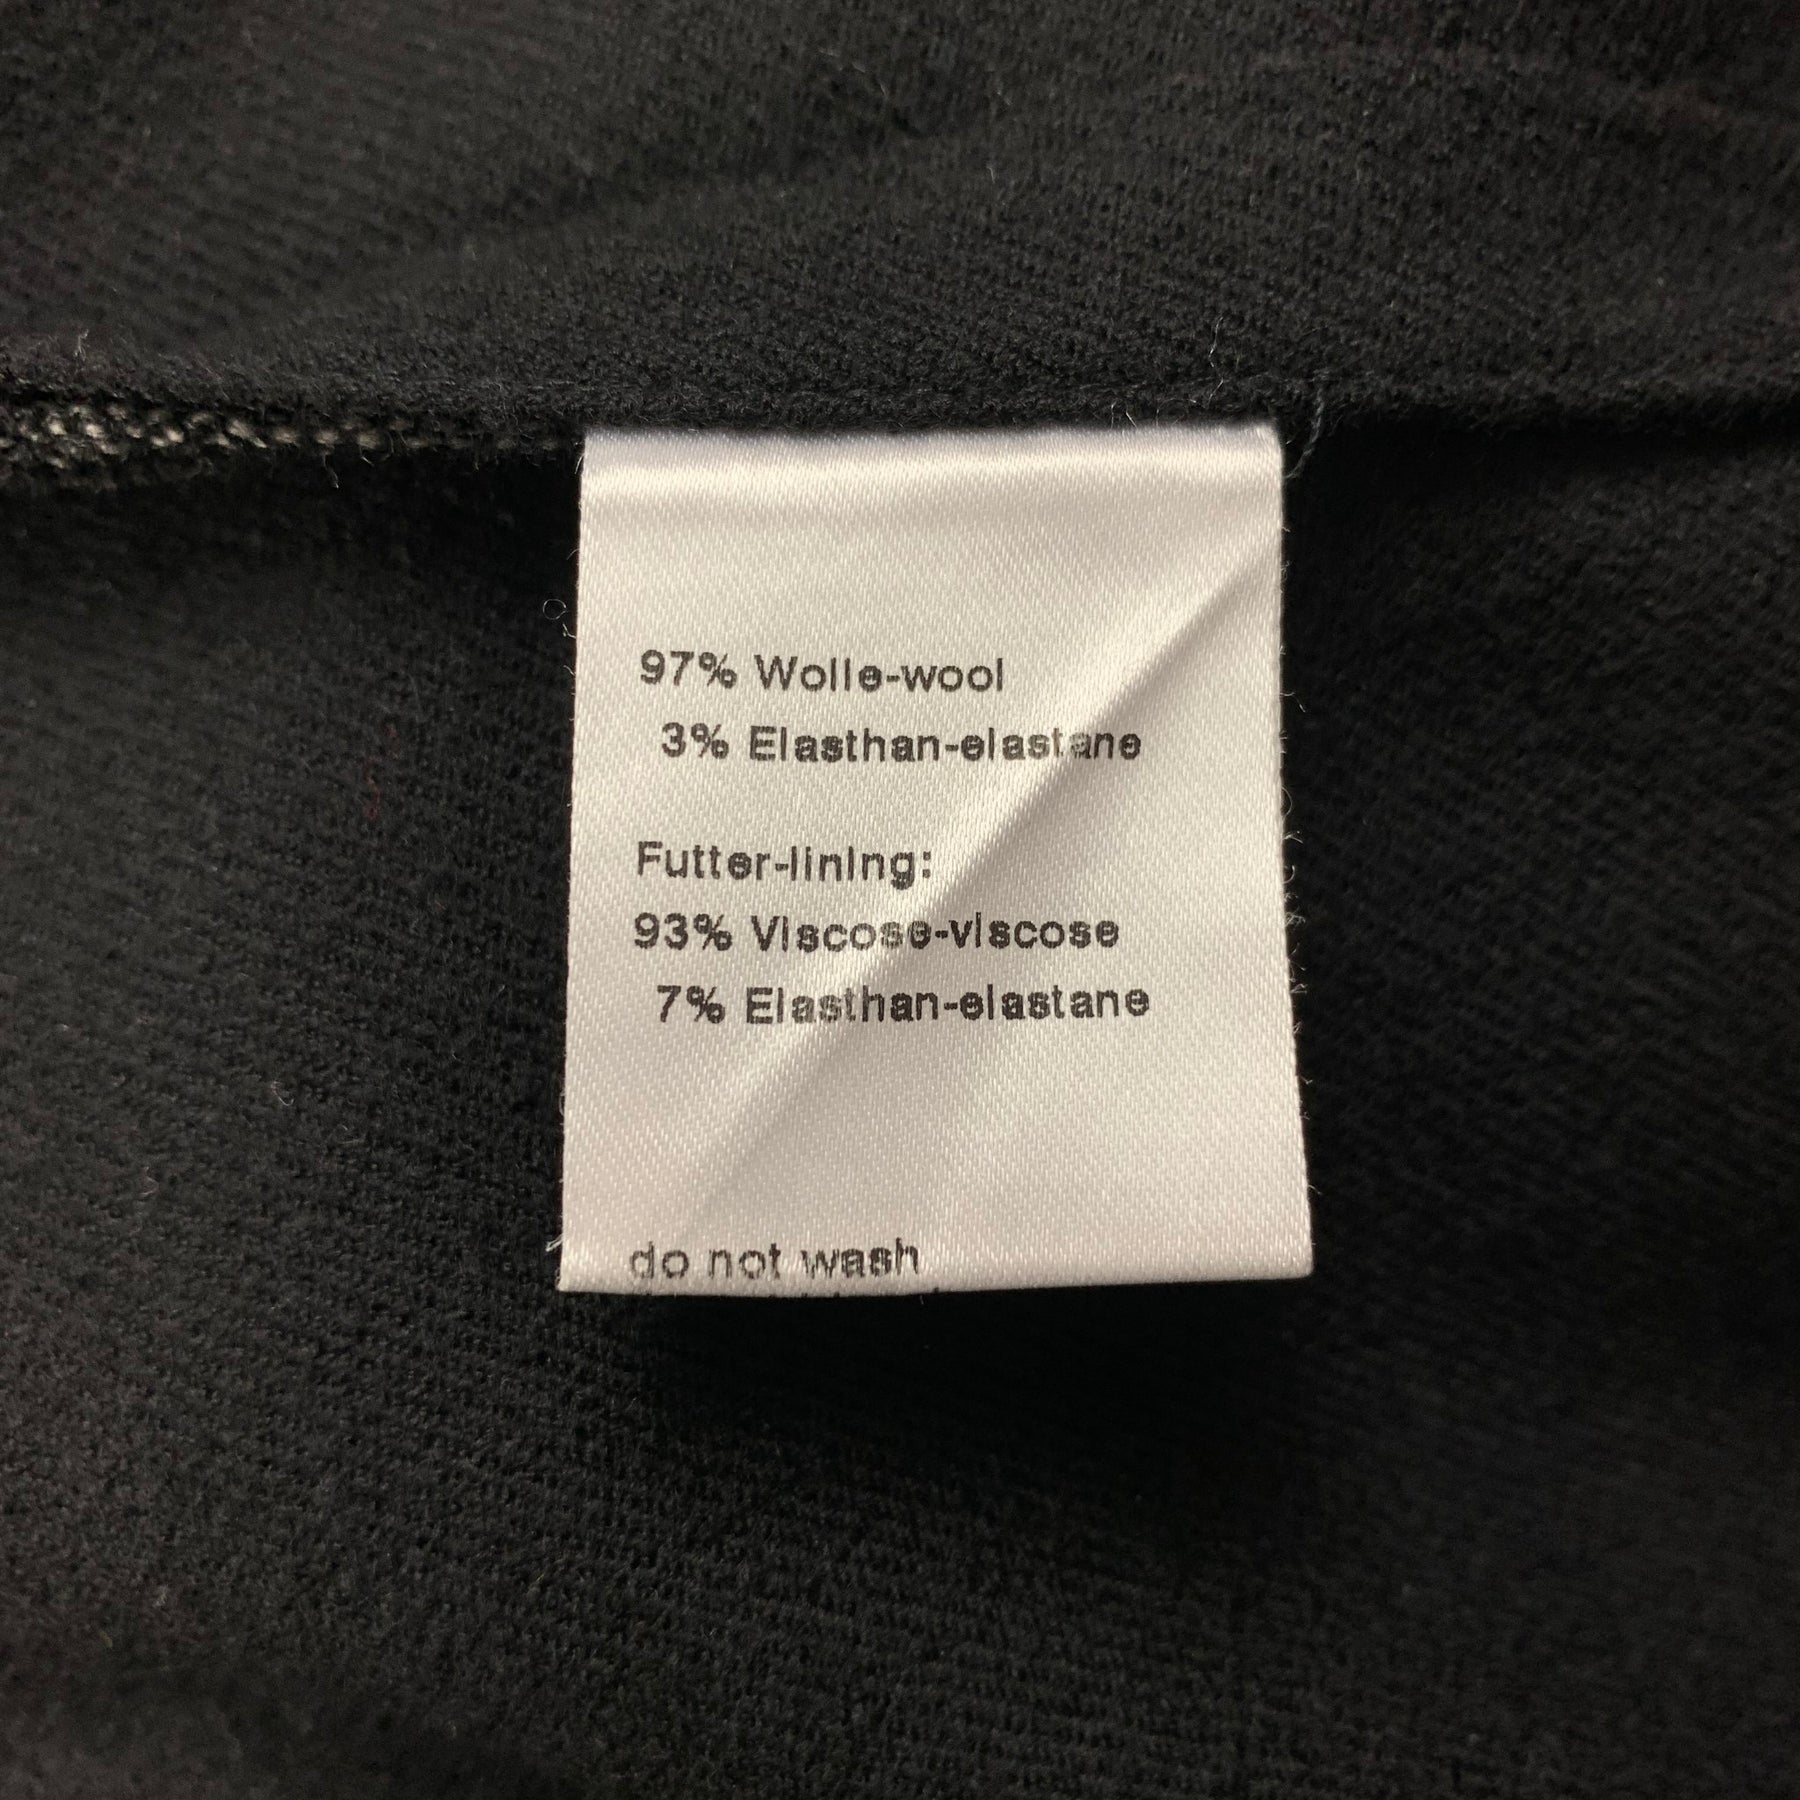 97% Wolle-wool
3% Elasthan-elastane
Futter-lining:
93% Viscose-viscose
7% Elasthan-elastane
do not wash